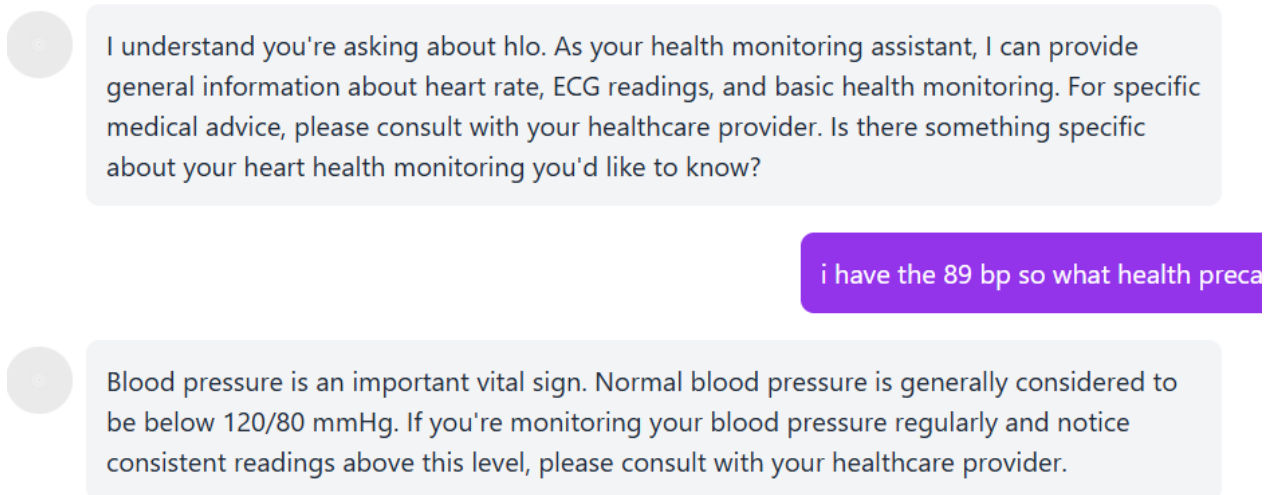 I understand you're asking about hlo. As your health monitoring assistant, I can provide
general information about heart rate, ECG readings, and basic health monitoring. For specific
medical advice, please consult with your healthcare provider. Is there something specific
about your heart health monitoring you'd like to know?
i have the 89 bp so what health
Blood pressure is an important vital sign. Normal blood pressure is generally considered to
be below 120/80 mmHg. If you're monitoring your blood pressure regularly and notice
consistent readings above this level, please consult with your healthcare provider.